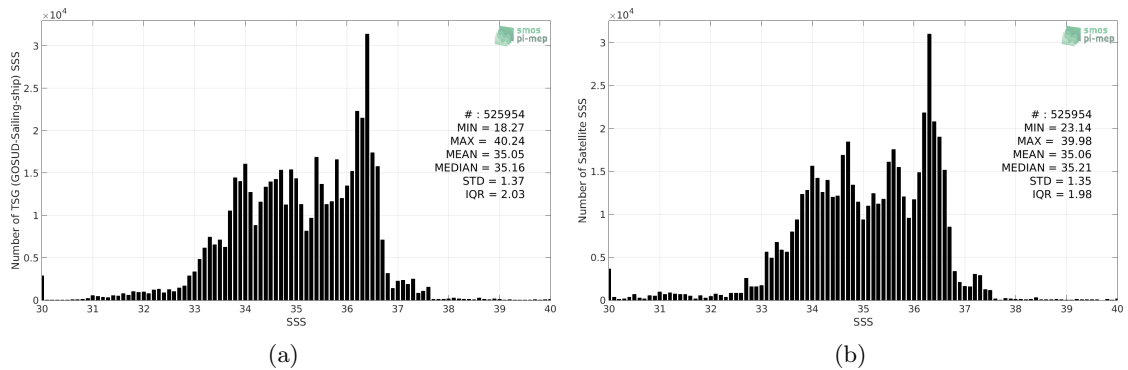 ×10⁴
3
2.5
2
1.5
1
0.5
0
30 31 32 33 34 35 36 37 38 39 40
SSS
Number of TSG (GOSUD-Sailing-ship) SSS
smos
pi-mep
# : 525954
MIN = 18.27
MAX = 40.24
MEAN = 35.05
MEDIAN = 35.16
STD = 1.37
IQR = 2.03
(a)
×10⁴
3
2.5
2
1.5
1
0.5
0
30 31 32 33 34 35 36 37 38 39 40
SSS
Number of Satellite SSS
smos
pi-mep
# : 525954
MIN = 23.14
MAX = 39.98
MEAN = 35.06
MEDIAN = 35.21
STD = 1.35
IQR = 1.98
(b)